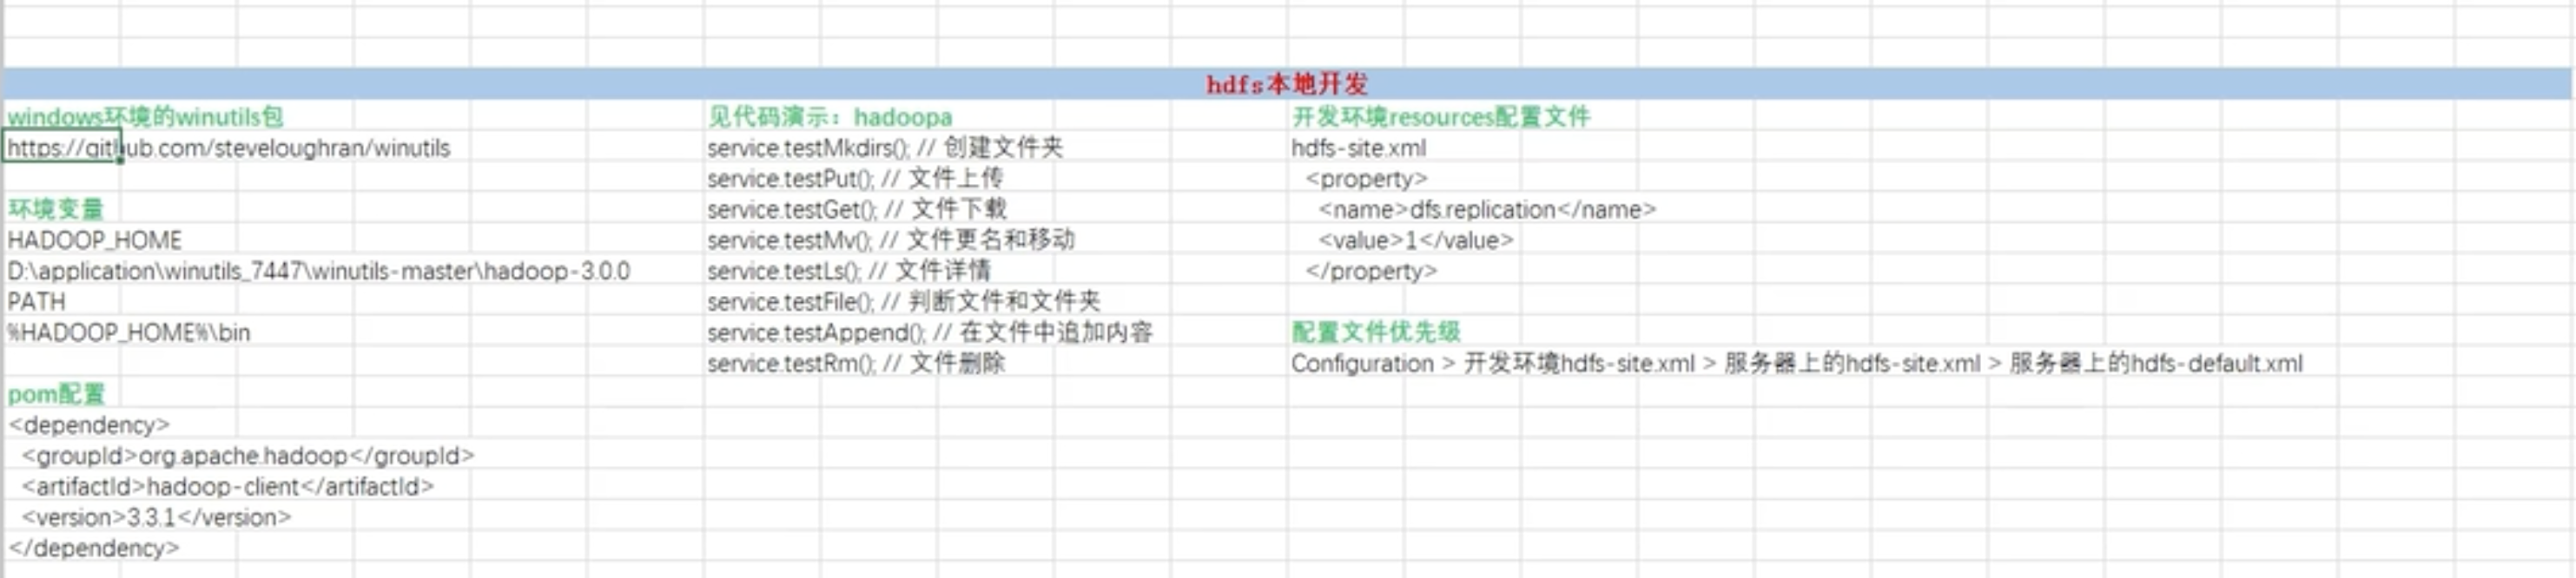 hdfs本地开发
windows环境的winutils包
https://github.com/steveloughran/winutils
环境变量
HADOOP_HOME
D:\application\winutils_7447\winutils-master\hadoop-3.0.0
PATH
%HADOOP_HOME%\bin
pom配置
<dependency>
<groupId>org.apache.hadoop</groupId>
<artifactId>hadoop-client</artifactId>
<version>3.3.1</version>
</dependency>
见代码演示：hadoopa
service.testMkdirs(); // 创建文件夹
service.testPut(); // 文件上传
service.testGet(); // 文件下载
service.testMv(); // 文件更名和移动
service.testLs(); // 文件详情
service.testFile(); // 判断文件和文件夹
service.testAppend(); // 在文件中追加内容
service.testRm(); // 文件删除
开发环境resources配置文件
hdfs-site.xml
<property>
<name>dfs.replication</name>
<value>1</value>
</property>
配置文件优先级
Configuration > 开发环境hdfs-site.xml > 服务器上的hdfs-site.xml > 服务器上的hdfs-default.xml